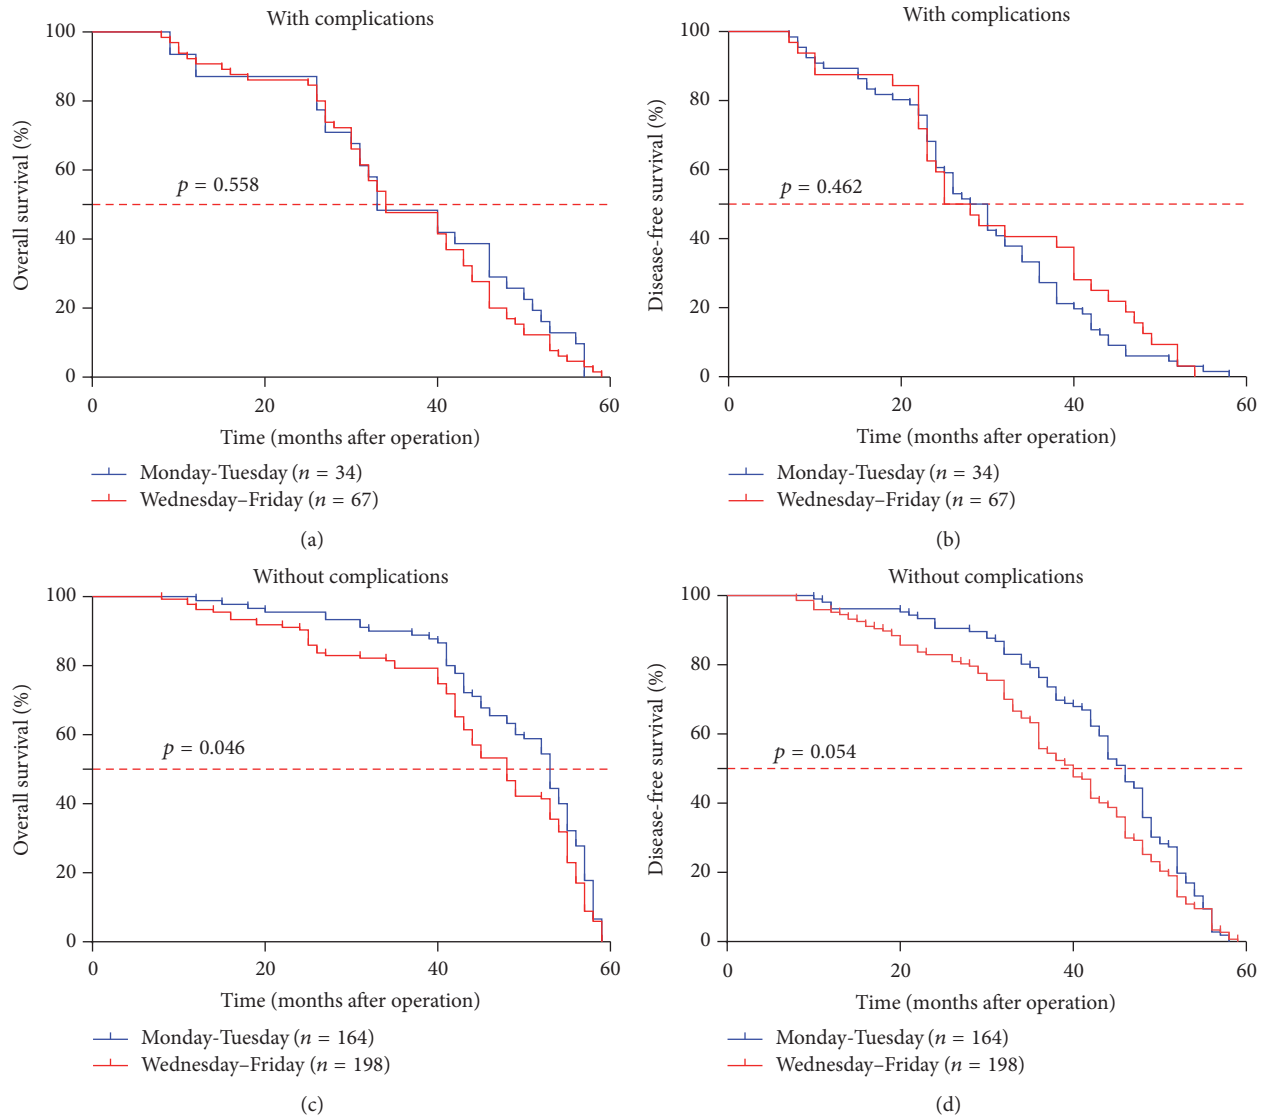 With complications
100
80
60
40
20
0
Overall survival (%)
p = 0.558
0 20 40 60
Time (months after operation)
Monday-Tuesday (n = 34)
Wednesday–Friday (n = 67)
(a)
With complications
100
80
60
40
20
0
Disease-free survival (%)
p = 0.462
0 20 40 60
Time (months after operation)
Monday-Tuesday (n = 34)
Wednesday–Friday (n = 67)
(b)
Without complications
100
80
60
40
20
0
Overall survival (%)
p = 0.046
0 20 40 60
Time (months after operation)
Monday-Tuesday (n = 164)
Wednesday–Friday (n = 198)
(c)
Without complications
100
80
60
40
20
0
Disease-free survival (%)
p = 0.054
0 20 40 60
Time (months after operation)
Monday-Tuesday (n = 164)
Wednesday–Friday (n = 198)
(d)